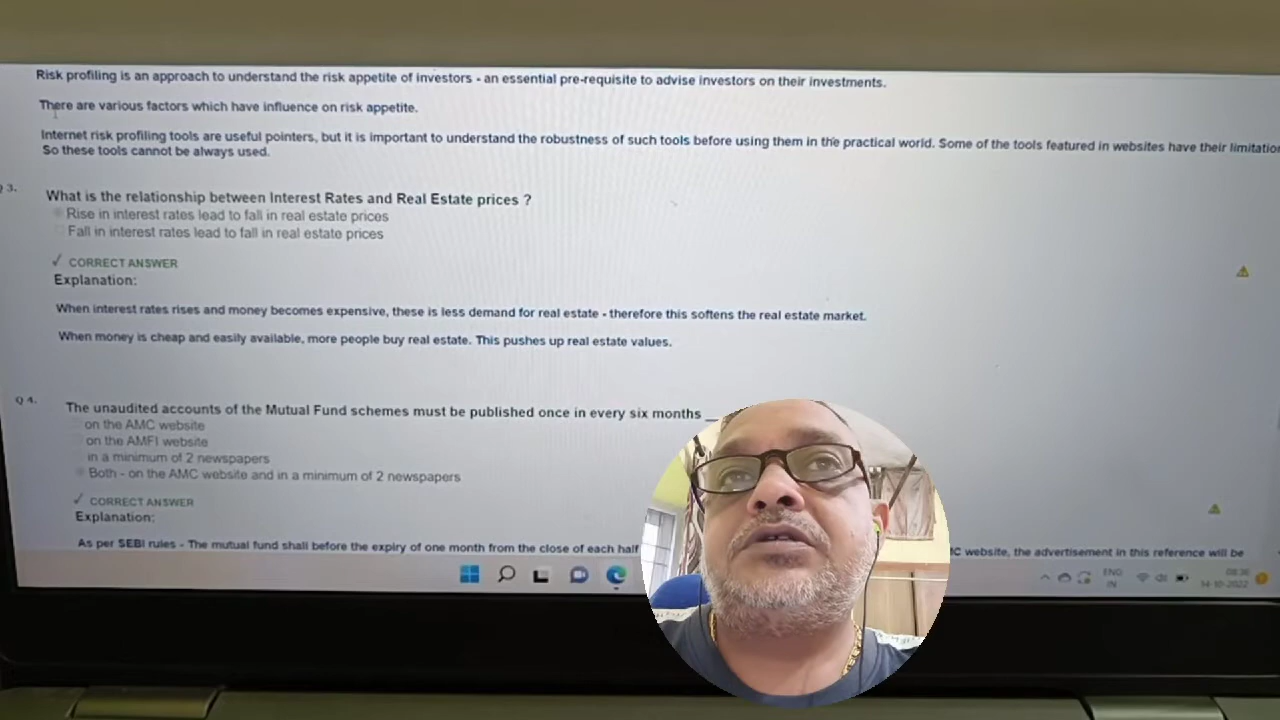 Risk profiling is an approach to understand the risk appetite of investors - an essential pre-requisite to advise investors on their investments.
There are various factors which have influence on risk appetite.
Internet risk profiling tools are useful pointers, but it is important to understand the robustness of such tools before using them in the practical world. Some of the tools featured in websites have their limitation
So these tools cannot be always used.
Q 3.
What is the relationship between Interest Rates and Real Estate prices ?
Rise in interest rates lead to fall in real estate prices
Fall in interest rates lead to fall in real estate prices
✓ CORRECT ANSWER
Explanation:
When interest rates rises and money becomes expensive, these is less demand for real estate - therefore this softens the real estate market.
When money is cheap and easily available, more people buy real estate. This pushes up real estate values.
Q 4.
The unaudited accounts of the Mutual Fund schemes must be published once in every six months _
on the AMC website
on the AMFI website
in a minimum of 2 newspapers
Both - on the AMC website and in a minimum of 2 newspapers
✓ CORRECT ANSWER
Explanation:
As per SEBI rules - The mutual fund shall before the expiry of one month from the close of each half
website, the advertisement in this reference will be
ENG
IN
08:36
14-10-2022